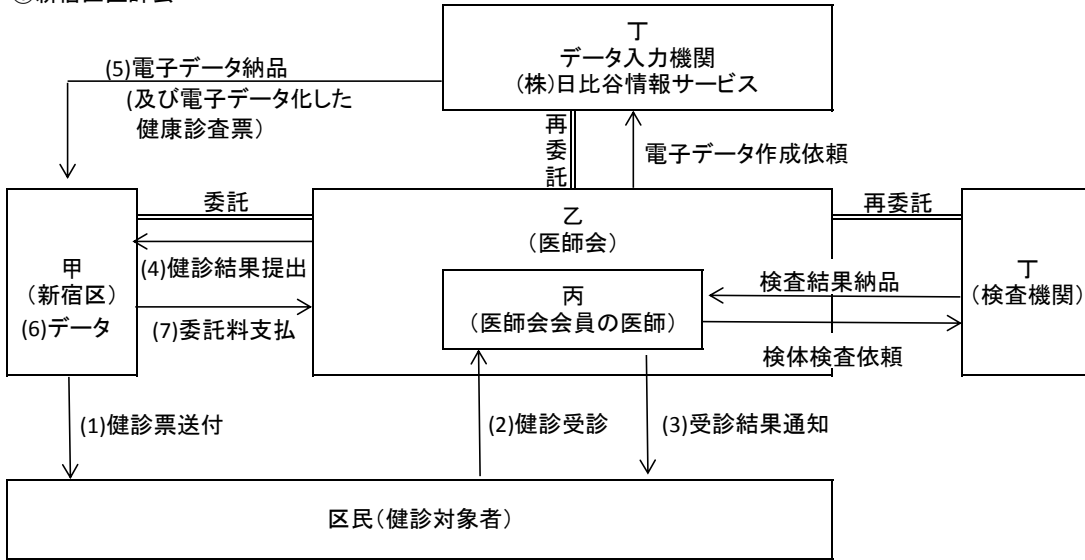 丁
データ入力機関
(株)日比谷情報サービス
(5)電子データ納品
(及び電子データ化した
健康診査票)
再委託
電子データ作成依頼
委託
乙
(医師会)
再委託
甲
(新宿区)
(6)データ
(4)健診結果提出
(7)委託料支払
丙
(医師会会員の医師)
検査結果納品
検体検査依頼
丁
(検査機関)
(1)健診票送付
(2)健診受診
(3)受診結果通知
区民(健診対象者)